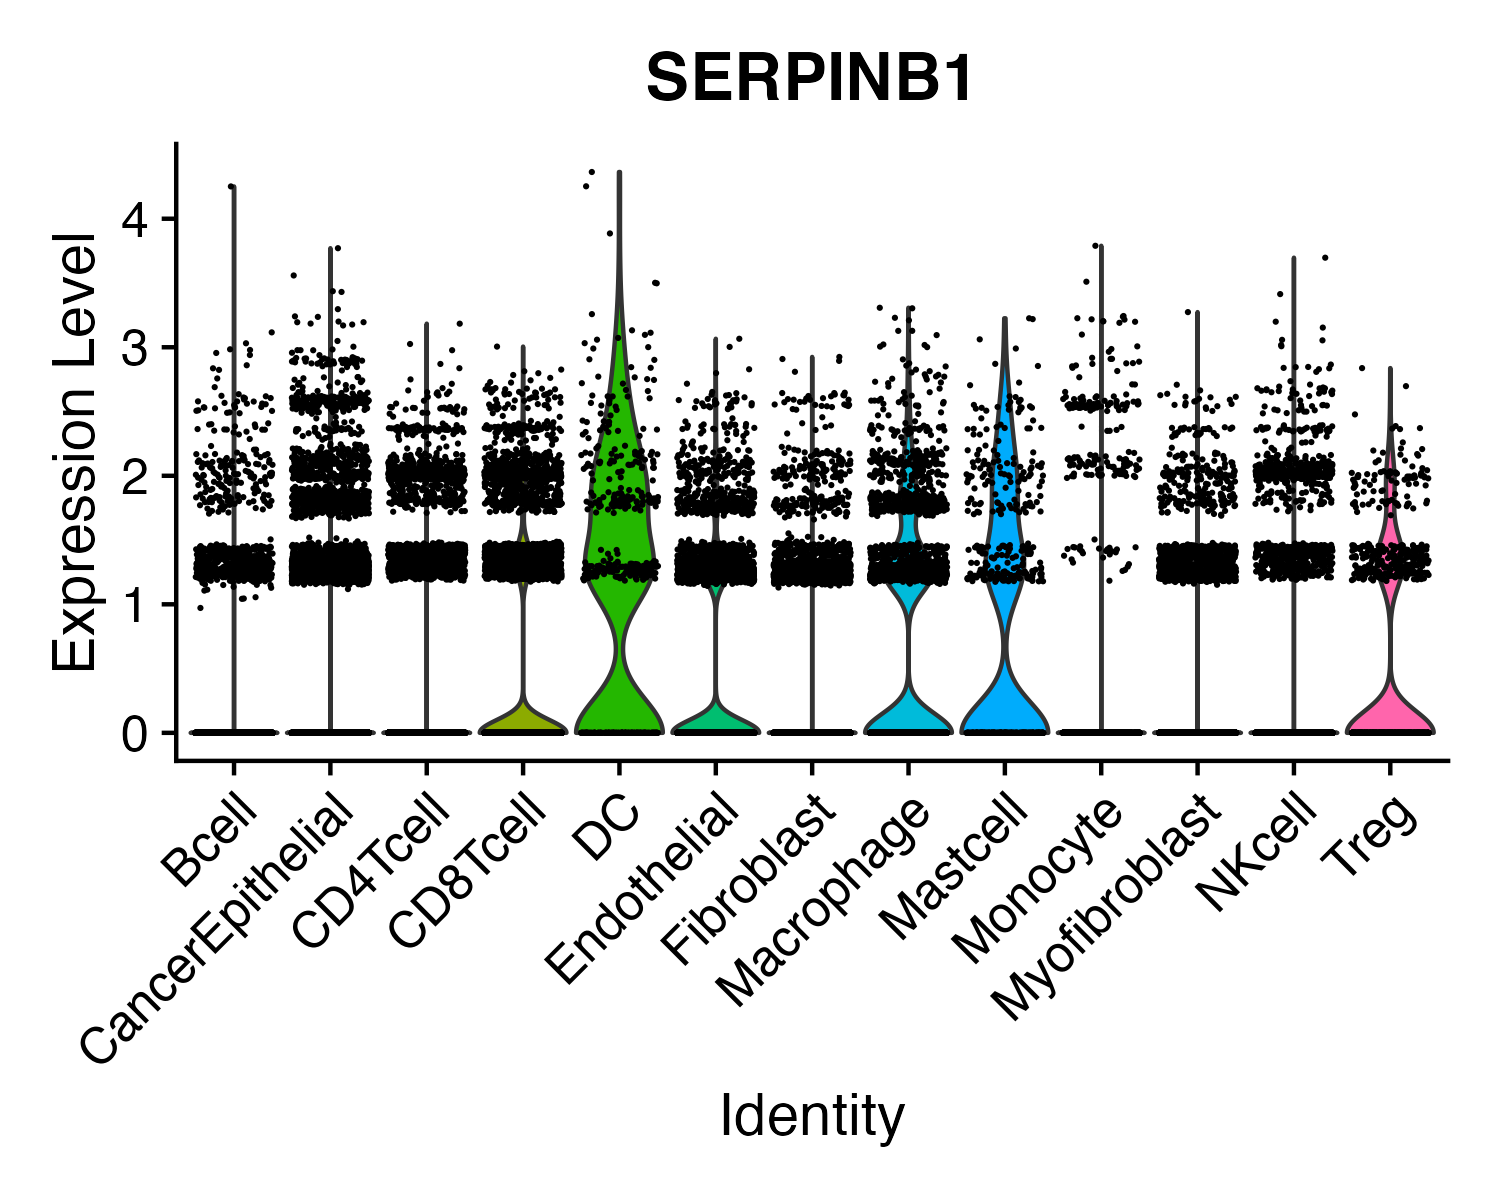 SERPINB1
Expression Level
4
3
2
1
0
Bcell
CancerEpithelial
CD4Tcell
CD8Tcell
DC
Endothelial
Fibroblast
Macrophage
Mastcell
Monocyte
Myofibroblast
NKcell
Treg
Identity